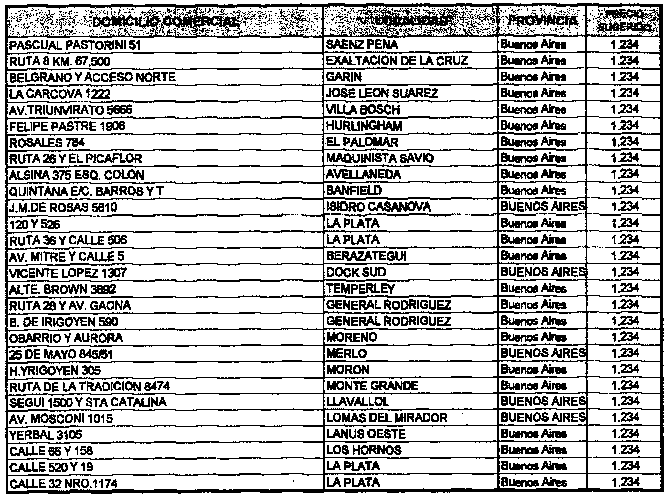 DOMICILIO COMERCIAL LOCALIDAD PROVINCIA PRECIO SUGERIDO
PASCUAL PASTORINI 51 SAENZ PEÑA Buenos Aires 1,234
RUTA 8 KM. 67,500 EXALTACION DE LA CRUZ Buenos Aires 1,234
BELGRANO Y ACCESO NORTE GARIN Buenos Aires 1,234
LA CARCOVA 1222 JOSE LEON SUAREZ Buenos Aires 1,234
AV.TRIUNVIRATO 5666 VILLA BOSCH Buenos Aires 1,234
FELIPE PASTRE 1906 HURLINGHAM Buenos Aires 1,234
ROSALES 784 EL PALOMAR Buenos Aires 1,234
RUTA 26 Y EL PICAFLOR MAQUINISTA SAVIO Buenos Aires 1,234
ALSINA 375 ESQ. COLON AVELLANEDA Buenos Aires 1,234
QUINTANA E/C. BARROS Y T BANFIELD Buenos Aires 1,234
J.M.DE ROSAS 5810 ISIDRO CASANOVA BUENOS AIRES 1,234
120 Y 526 LA PLATA Buenos Aires 1,234
RUTA 36 Y CALLE 506 LA PLATA Buenos Aires 1,234
AV. MITRE Y CALLE 5 BERAZATEGUI Buenos Aires 1,234
VICENTE LOPEZ 1307 DOCK SUD BUENOS AIRES 1,234
ALTE. BROWN 3892 TEMPERLEY Buenos Aires 1,234
RUTA 28 Y AV. GAONA GENERAL RODRIGUEZ Buenos Aires 1,234
B. DE IRIGOYEN 590 GENERAL RODRIGUEZ Buenos Aires 1,234
OBARRIO Y AURORA MORENO Buenos Aires 1,234
25 DE MAYO 845/51 MERLO BUENOS AIRES 1,234
H.YRIGOYEN 305 MORON Buenos Aires 1,234
RUTA DE LA TRADICION 8474 MONTE GRANDE Buenos Aires 1,234
SEGUI 1500 Y STA CATALINA LLAVALLOL BUENOS AIRES 1,234
AV. MOSCONI 1015 LOMAS DEL MIRADOR BUENOS AIRES 1,234
YERBAL 3105 LANUS OESTE Buenos Aires 1,234
CALLE 66 Y 158 LOS HORNOS Buenos Aires 1,234
CALLE 520 Y 19 LA PLATA Buenos Aires 1,234
CALLE 32 NRO.1174 LA PLATA Buenos Aires 1,234